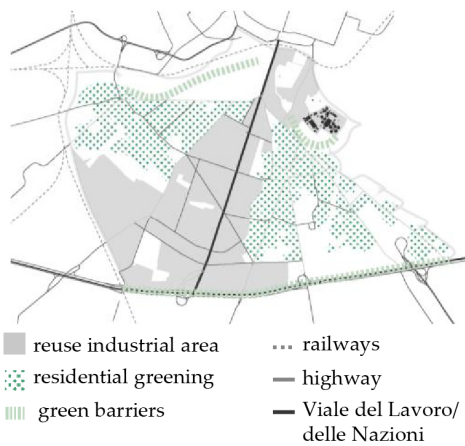 reuse industrial area
residential greening
green barriers
railways
highway
Viale del Lavoro/
delle Nazioni